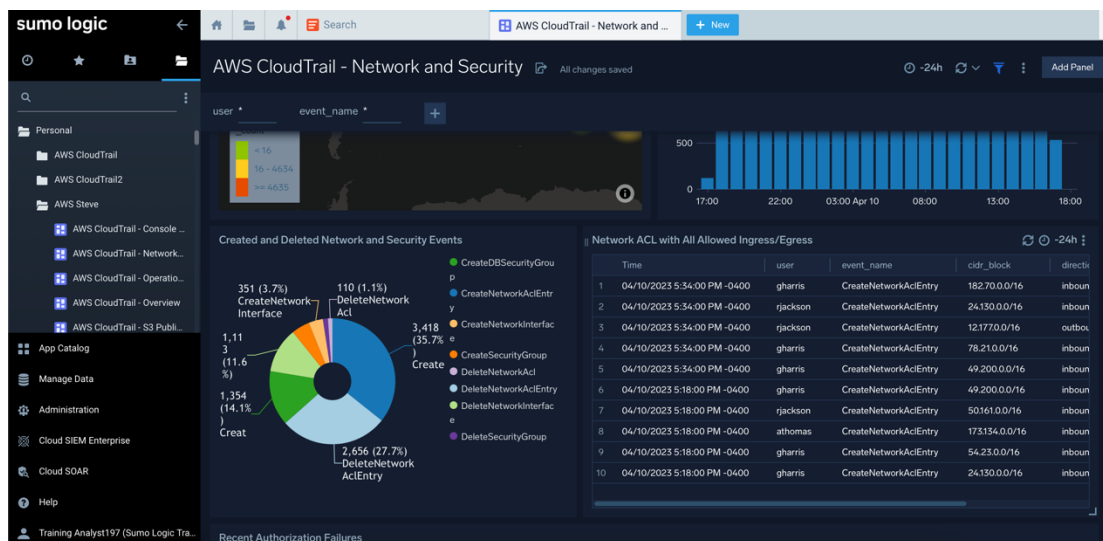 sumo logic
Search
AWS CloudTrail - Network and ...
+ New
AWS CloudTrail - Network and Security
All changes saved
-24h
Add Panel
user *
event_name *
Personal
AWS CloudTrail
AWS CloudTrail2
AWS Steve
AWS CloudTrail - Console ...
AWS CloudTrail - Network...
AWS CloudTrail - Operatio...
AWS CloudTrail - Overview
AWS CloudTrail - S3 Publi...
App Catalog
Manage Data
Administration
Cloud SIEM Enterprise
Cloud SOAR
Help
Training Analyst197 (Sumo Logic Tra...
_count
< 16
16 - 4634
>= 4635
500
0
17:00
22:00
03:00 Apr 10
08:00
13:00
18:00
Created and Deleted Network and Security Events
351 (3.7%)
CreateNetwork
Interface
110 (1.1%)
DeleteNetwork
Acl
1,11
3
(11.6
%)
3,418
(35.7%
)
Create
1,354
(14.1%
)
Creat
2,656 (27.7%)
DeleteNetwork
AclEntry
CreateDBSecurityGrou
p
CreateNetworkAclEntr
y
CreateNetworkInterfac
e
CreateSecurityGroup
DeleteNetworkAcl
DeleteNetworkAclEntry
DeleteNetworkInterfac
e
DeleteSecurityGroup
Network ACL with All Allowed Ingress/Egress
-24h
Time user event_name cidr_block directic
1 04/10/2023 5:34:00 PM -0400 gharris CreateNetworkAclEntry 182.70.0.0/16 inboun
2 04/10/2023 5:34:00 PM -0400 rjackson CreateNetworkAclEntry 24.130.0.0/16 inboun
3 04/10/2023 5:34:00 PM -0400 rjackson CreateNetworkAclEntry 12.177.0.0/16 outbou
4 04/10/2023 5:34:00 PM -0400 gharris CreateNetworkAclEntry 78.21.0.0/16 inboun
5 04/10/2023 5:34:00 PM -0400 gharris CreateNetworkAclEntry 49.200.0.0/16 inboun
6 04/10/2023 5:18:00 PM -0400 gharris CreateNetworkAclEntry 49.200.0.0/16 inboun
7 04/10/2023 5:18:00 PM -0400 rjackson CreateNetworkAclEntry 50.161.0.0/16 inboun
8 04/10/2023 5:18:00 PM -0400 athomas CreateNetworkAclEntry 173.134.0.0/16 inboun
9 04/10/2023 5:18:00 PM -0400 gharris CreateNetworkAclEntry 54.23.0.0/16 inboun
10 04/10/2023 5:18:00 PM -0400 gharris CreateNetworkAclEntry 24.130.0.0/16 inboun
Recent Authorization Failures